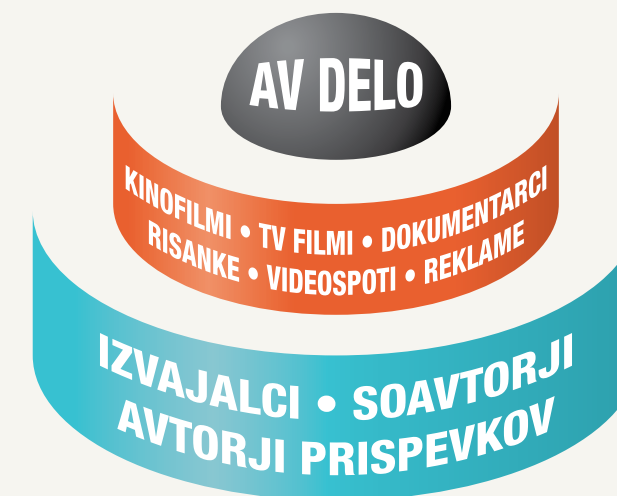 AV DELO
KINOFILMI • TV FILMI • DOKUMENTARCI
RISANKE • VIDEOSPOTI • REKLAME
IZVAJALCI • SOAVTORJI
AVTORJI PRISPEVKOV